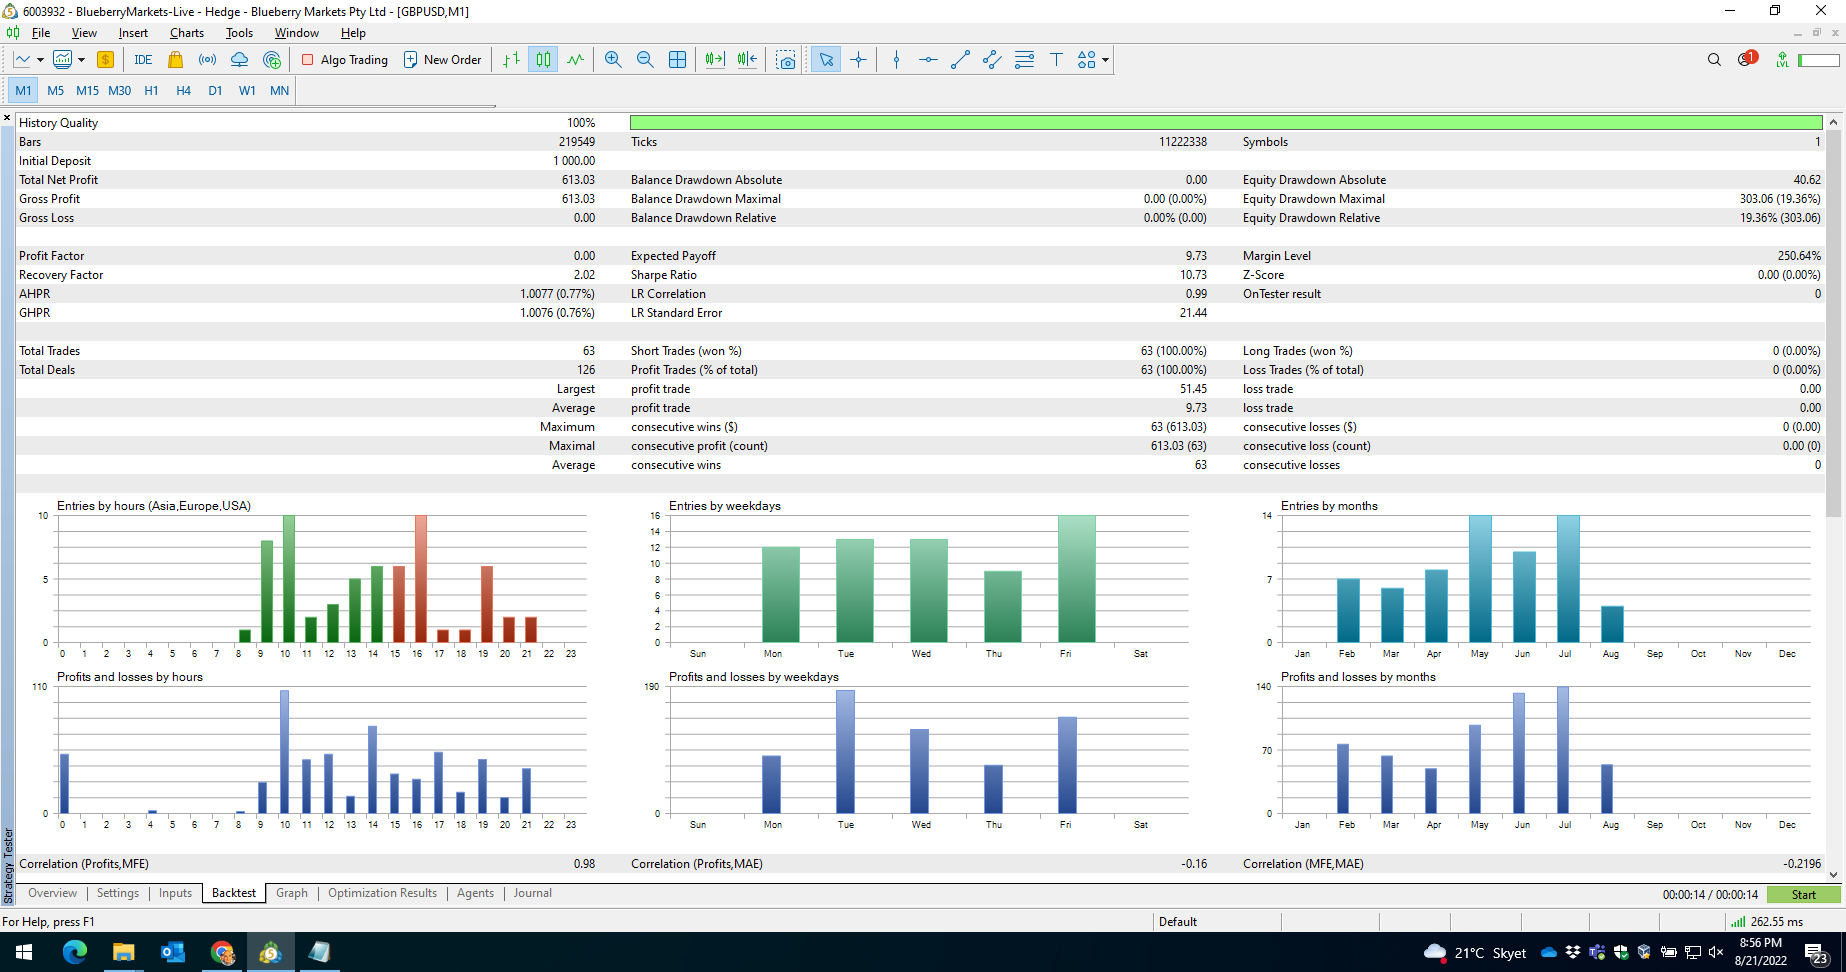 6003932 - BlueberryMarkets-Live - Hedge - Blueberry Markets Pty Ltd - [GBPUSD,M1]
File View Insert Charts Tools Window Help
IDE Algo Trading New Order 1 LVL
M1 M5 M15 M30 H1 H4 D1 W1 MN
History Quality 100%
Bars 219549 Ticks 11222338 Symbols 1
Initial Deposit 1 000.00
Total Net Profit 613.03 Balance Drawdown Absolute 0.00 Equity Drawdown Absolute 40.62
Gross Profit 613.03 Balance Drawdown Maximal 0.00 (0.00%) Equity Drawdown Maximal 303.06 (19.36%)
Gross Loss 0.00 Balance Drawdown Relative 0.00% (0.00) Equity Drawdown Relative 19.36% (303.06)
Profit Factor 0.00 Expected Payoff 9.73 Margin Level 250.64%
Recovery Factor 2.02 Sharpe Ratio 10.73 Z-Score 0.00 (0.00%)
AHPR 1.0077 (0.77%) LR Correlation 0.99 OnTester result 0
GHPR 1.0076 (0.76%) LR Standard Error 21.44
Total Trades 63 Short Trades (won %) 63 (100.00%) Long Trades (won %) 0 (0.00%)
Total Deals 126 Profit Trades (% of total) 63 (100.00%) Loss Trades (% of total) 0 (0.00%)
Largest profit trade 51.45 loss trade 0.00
Average profit trade 9.73 loss trade 0.00
Maximum consecutive wins ($) 63 (613.03) consecutive losses ($) 0 (0.00)
Maximal consecutive profit (count) 613.03 (63) consecutive loss (count) 0.00 (0)
Average consecutive wins 63 consecutive losses 0
Entries by hours (Asia,Europe,USA)
10
5
0
0 1 2 3 4 5 6 7 8 9 10 11 12 13 14 15 16 17 18 19 20 21 22 23
Entries by weekdays
16
14
12
10
8
6
4
2
0
Sun Mon Tue Wed Thu Fri Sat
Entries by months
14
7
0
Jan Feb Mar Apr May Jun Jul Aug Sep Oct Nov Dec
Profits and losses by hours
110
0
0 1 2 3 4 5 6 7 8 9 10 11 12 13 14 15 16 17 18 19 20 21 22 23
Profits and losses by weekdays
190
0
Sun Mon Tue Wed Thu Fri Sat
Profits and losses by months
140
70
0
Jan Feb Mar Apr May Jun Jul Aug Sep Oct Nov Dec
Correlation (Profits,MFE) 0.98 Correlation (Profits,MAE) -0.16 Correlation (MFE,MAE) -0.2196
Strategy Tester
Overview Settings Inputs Backtest Graph Optimization Results Agents Journal 00:00:14 / 00:00:14 Start
For Help, press F1 Default 262.55 ms
21°C Skyet 8:56 PM
8/21/2022 23